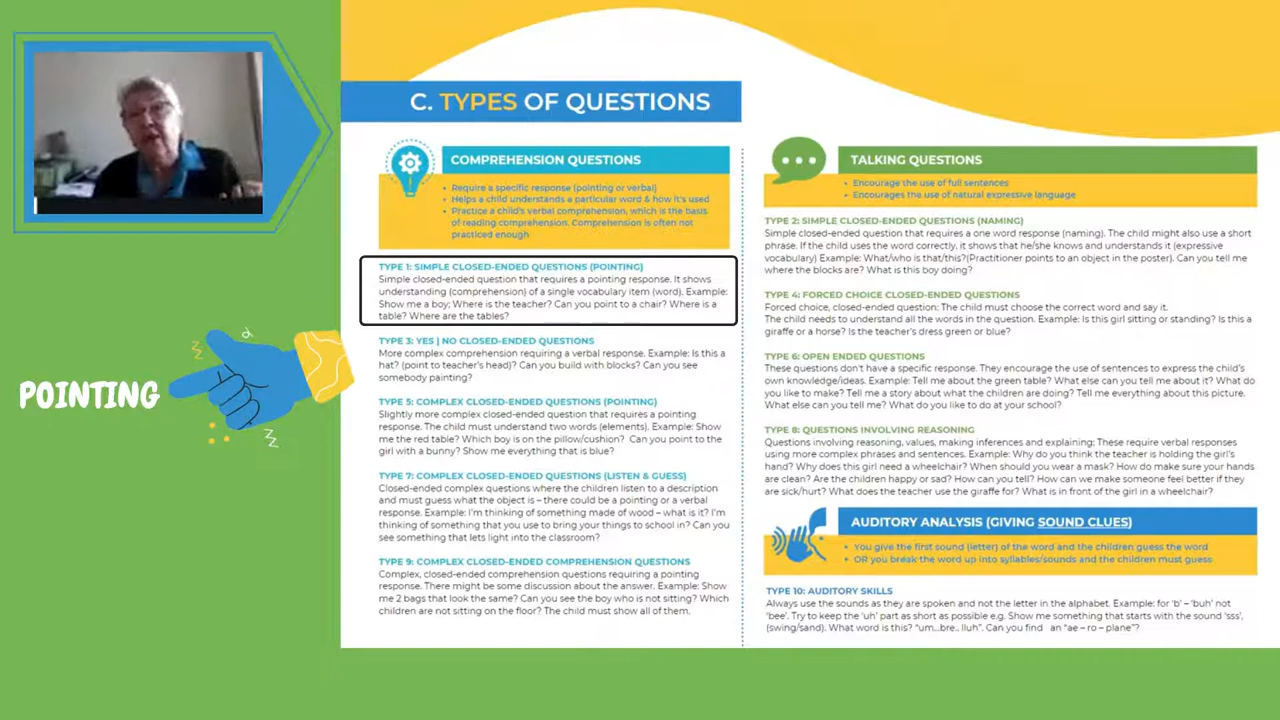 POINTING
C. TYPES OF QUESTIONS
COMPREHENSION QUESTIONS
• Require a specific response (pointing or verbal)
• Helps a child understands a particular word & how it's used
• Practice a child's verbal comprehension, which is the basis
of reading comprehension. Comprehension is often not
practiced enough
TYPE 1: SIMPLE CLOSED-ENDED QUESTIONS (POINTING)
Simple closed-ended question that requires a pointing response. It shows
understanding (comprehension) of a single vocabulary item (word). Example:
Show me a boy; Where is the teacher? Can you point to a chair? Where is a
table? Where are the tables?
TYPE 3: YES | NO CLOSED-ENDED QUESTIONS
More complex comprehension requiring a verbal response. Example: Is this a
hat? (point to teacher's head)? Can you build with blocks? Can you see
somebody painting?
TYPE 5: COMPLEX CLOSED-ENDED QUESTIONS (POINTING)
Slightly more complex closed-ended question that requires a pointing
response. The child must understand two words (elements). Example: Show
me the red table? Which boy is on the pillow/cushion? Can you point to the
girl with a bunny? Show me everything that is blue?
TYPE 7: COMPLEX CLOSED-ENDED QUESTIONS (LISTEN & GUESS)
Closed-ended complex questions where the children listen to a description
and must guess what the object is – there could be a pointing or a verbal
response. Example: I'm thinking of something made of wood – what is it? I'm
thinking of something that you use to bring your things to school in? Can you
see something that lets light into the classroom?
TYPE 9: COMPLEX CLOSED-ENDED COMPREHENSION QUESTIONS
Complex, closed-ended comprehension questions requiring a pointing
response. There might be some discussion about the answer. Example: Show
me 2 bags that look the same? Can you see the boy who is not sitting? Which
children are not sitting on the floor? The child must show all of them.
TALKING QUESTIONS
• Encourage the use of full sentences
• Encourages the use of natural expressive language
TYPE 2: SIMPLE CLOSED-ENDED QUESTIONS (NAMING)
Simple closed-ended question that requires a one word response (naming). The child might also use a short
phrase. If the child uses the word correctly, it shows that he/she knows and understands it (expressive
vocabulary) Example: What/who is that/this?(Practitioner points to an object in the poster). Can you tell me
where the blocks are? What is this boy doing?
TYPE 4: FORCED CHOICE CLOSED-ENDED QUESTIONS
Forced choice, closed-ended question: The child must choose the correct word and say it.
The child needs to understand all the words in the question. Example: Is this girl sitting or standing? Is this a
giraffe or a horse? Is the teacher's dress green or blue?
TYPE 6: OPEN ENDED QUESTIONS
These questions don't have a specific response. They encourage the use of sentences to express the child's
own knowledge/ideas. Example: Tell me about the green table? What else can you tell me about it? What do
you like to make? Tell me a story about what the children are doing? Tell me everything about this picture.
What else can you tell me? What do you like to do at your school?
TYPE 8: QUESTIONS INVOLVING REASONING
Questions involving reasoning, values, making inferences and explaining; These require verbal responses
using more complex phrases and sentences. Example: Why do you think the teacher is holding the girl's
hand? Why does this girl need a wheelchair? When should you wear a mask? How do make sure your hands
are clean? Are the children happy or sad? How can you tell? How can we make someone feel better if they
are sick/hurt? What does the teacher use the giraffe for? What is in front of the girl in a wheelchair?
AUDITORY ANALYSIS (GIVING SOUND CLUES)
• You give the first sound (letter) of the word and the children guess the word
• OR you break the word up into syllables/sounds and the children must guess
TYPE 10: AUDITORY SKILLS
Always use the sounds as they are spoken and not the letter in the alphabet. Example: for 'b' – 'buh' not
'bee'. Try to keep the 'uh' part as short as possible e.g. Show me something that starts with the sound 'sss',
(swing/sand). What word is this? "um...bre.. lluh". Can you find an "ae – ro – plane"?